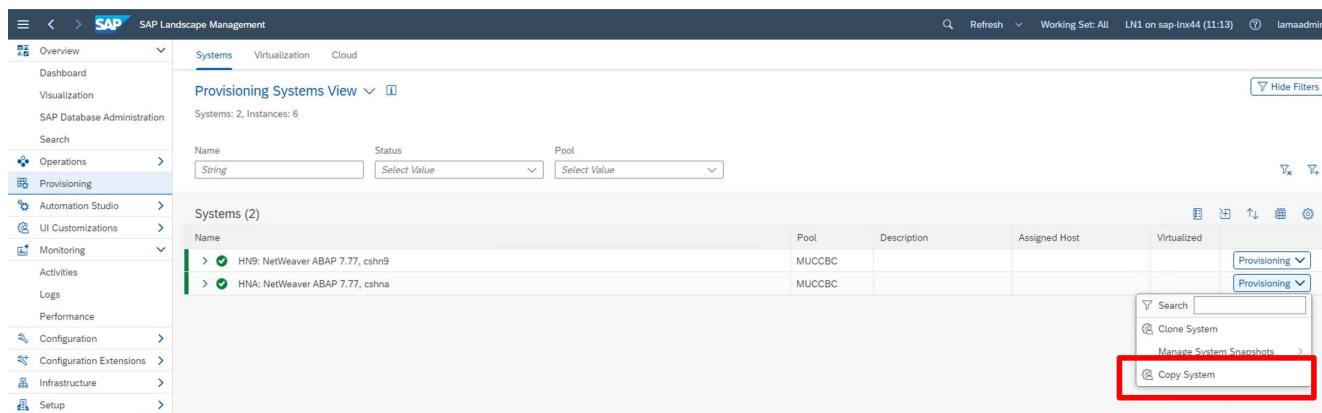 SAP SAP Landscape Management Refresh Working Set: All LN1 on sap-lnx44 (11:13) lamaadmin
Overview
Dashboard
Visualization
SAP Database Administration
Search
Operations
Provisioning
Automation Studio
UI Customizations
Monitoring
Activities
Logs
Performance
Configuration
Configuration Extensions
Infrastructure
Setup
Systems Virtualization Cloud
Provisioning Systems View
Hide Filters
Systems: 2, Instances: 6
Name Status Pool
String Select Value Select Value
Systems (2)
Name Pool Description Assigned Host Virtualized
HN9: NetWeaver ABAP 7.77, cshn9 MUCCBC Provisioning
HNA: NetWeaver ABAP 7.77, cshna MUCCBC Provisioning
Search
Clone System
Manage System Snapshots
Copy System